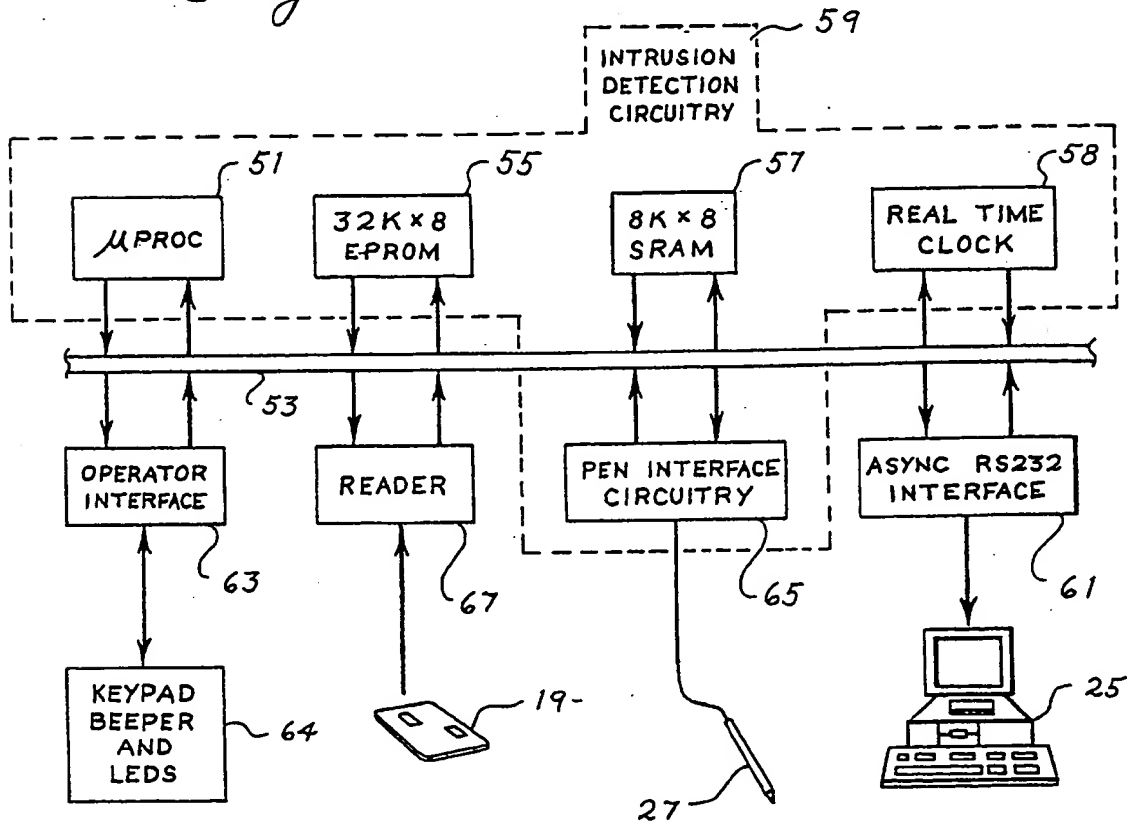 59
INTRUSION
DETECTION
CIRCUITRY
51
55
57
58
μPROC
32K × 8
E-PROM
8K × 8
SRAM
REAL TIME
CLOCK
53
OPERATOR
INTERFACE
READER
PEN INTERFACE
CIRCUITRY
ASYNC RS232
INTERFACE
63
67
65
61
KEYPAD
BEEPER
AND
LEDS
64
19-
27
25